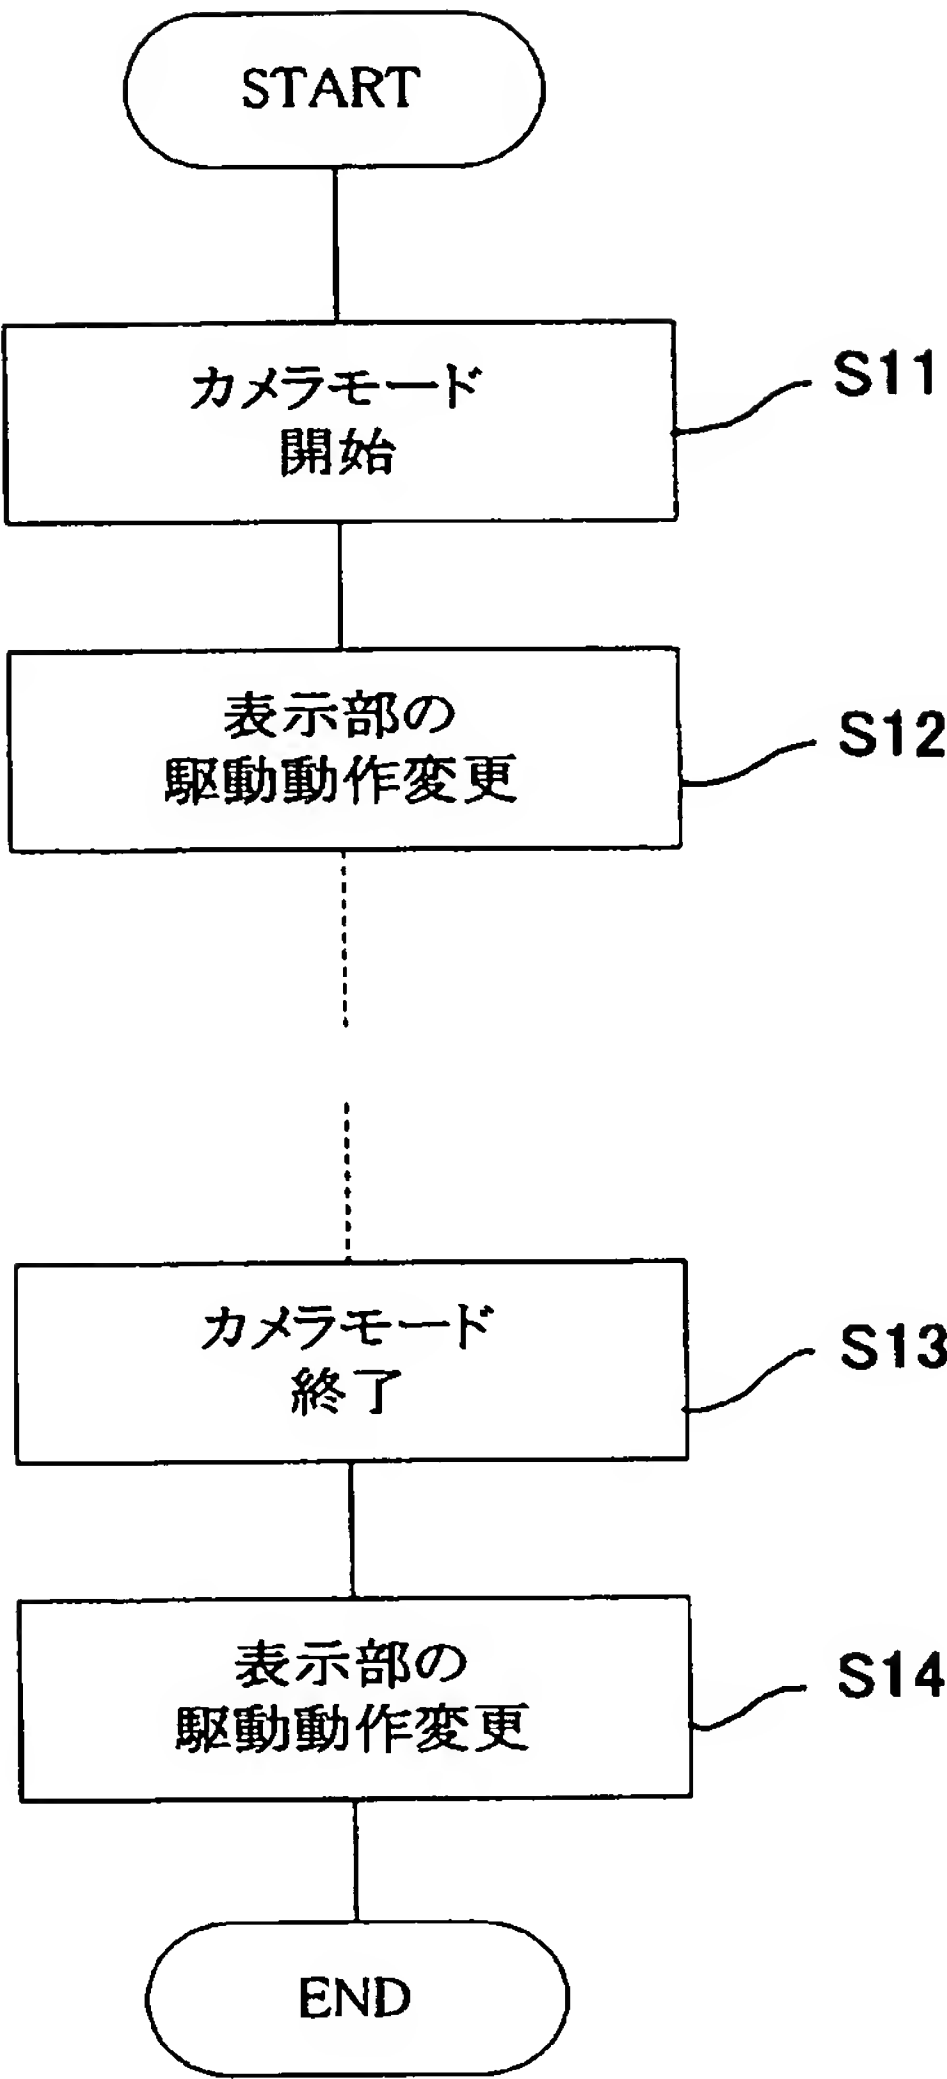 START
カメラモード
開始
S11
表示部の
駆動動作変更
S12
カメラモード
終了
S13
表示部の
駆動動作変更
S14
END